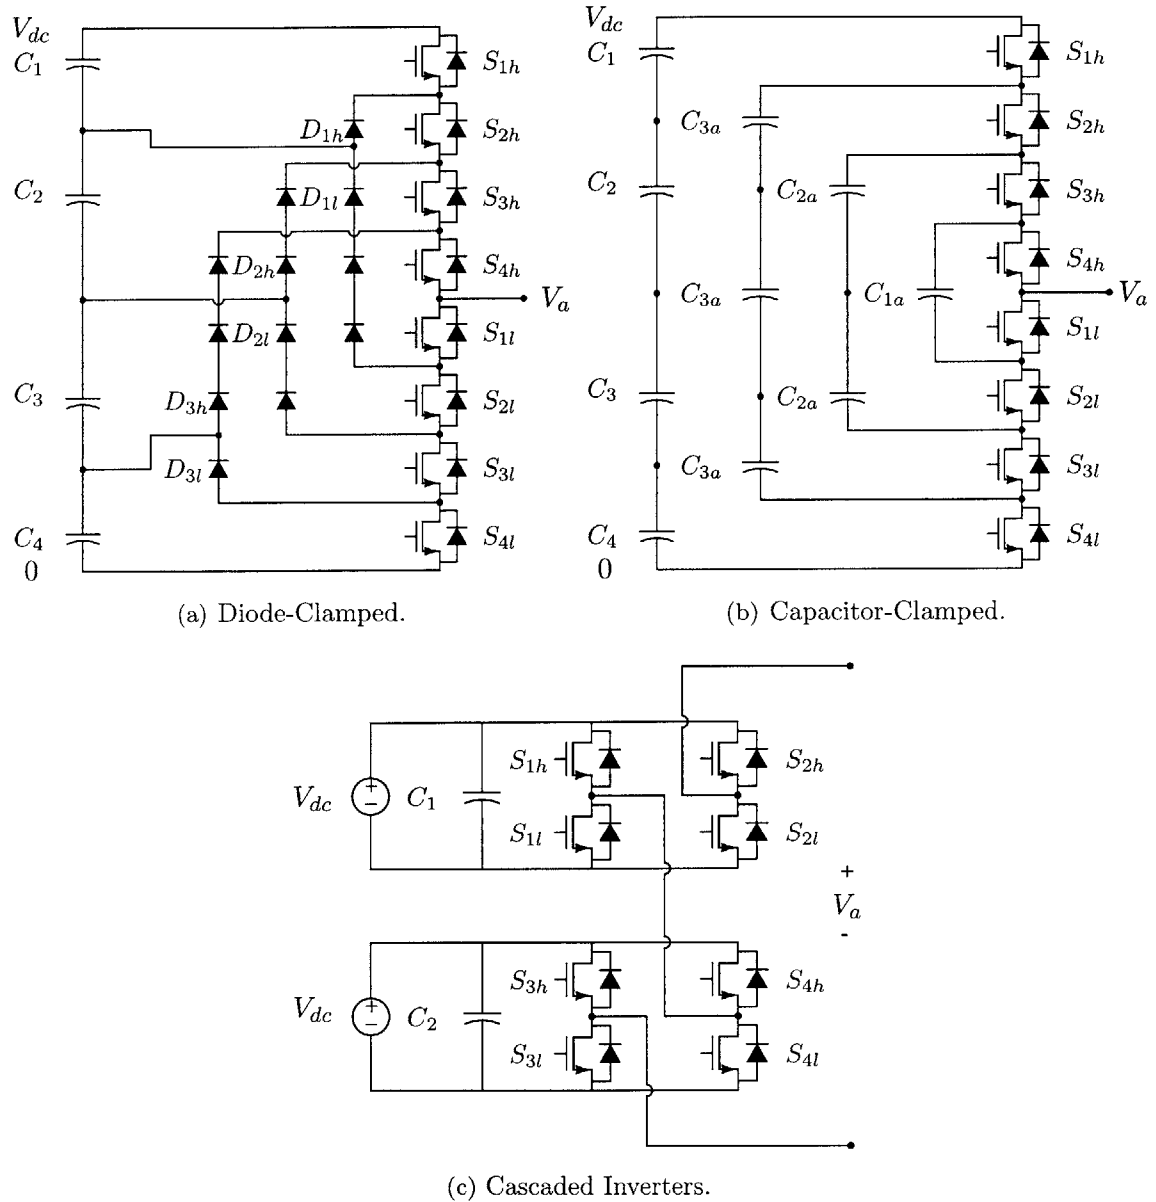 V_dc
C_1
S_1h
D_1h
S_2h
C_2
D_1l
S_3h
D_2h
S_4h
V_a
D_2l
S_1l
C_3
D_3h
S_2l
D_3l
S_3l
C_4
S_4l
0
(a) Diode-Clamped.
V_dc
C_1
S_1h
C_3a
S_2h
C_2
C_2a
S_3h
S_4h
C_3a
C_1a
V_a
S_1l
C_3
C_2a
S_2l
C_3a
S_3l
C_4
S_4l
0
(b) Capacitor-Clamped.
S_1h
S_2h
V_dc
+
-
C_1
S_1l
S_2l
+
V_a
-
S_3h
S_4h
V_dc
+
-
C_2
S_3l
S_4l
(c) Cascaded Inverters.